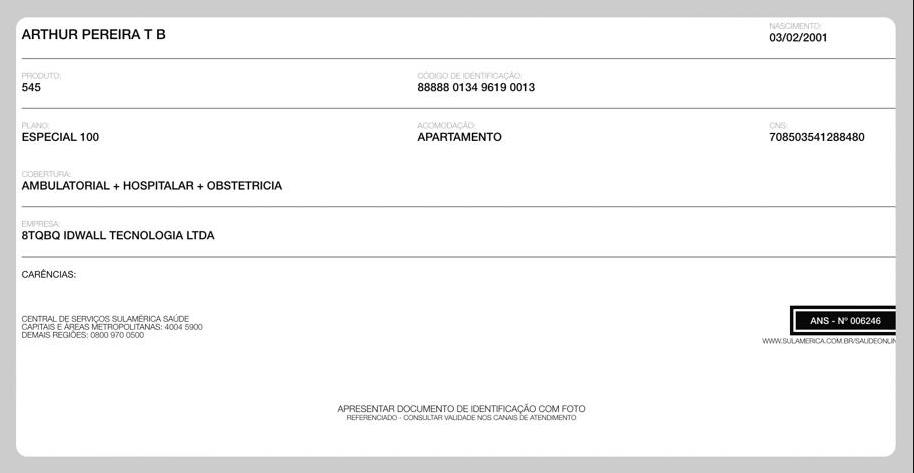 NASCIMENTO:
ARTHUR PEREIRA T B
03/02/2001
PRODUTO: CÓDIGO DE IDENTIFICAÇÃO:
545 88888 0134 9619 0013
PLANO: ACOMODAÇÃO: CNS:
ESPECIAL 100 APARTAMENTO 708503541288480
COBERTURA:
AMBULATORIAL + HOSPITALAR + OBSTETRICIA
EMPRESA:
8TQBQ IDWALL TECNOLOGIA LTDA
CARÊNCIAS:
CENTRAL DE SERVIÇOS SULAMÉRICA SAÚDE
CAPITAIS E ÁREAS METROPOLITANAS: 4004 5900
DEMAIS REGIÕES: 0800 970 0500
ANS - Nº 006246
WWW.SULAMERICA.COM.BR/SAUDEONLIN
APRESENTAR DOCUMENTO DE IDENTIFICAÇÃO COM FOTO
REFERENCIADO - CONSULTAR VALIDADE NOS CANAIS DE ATENDIMENTO